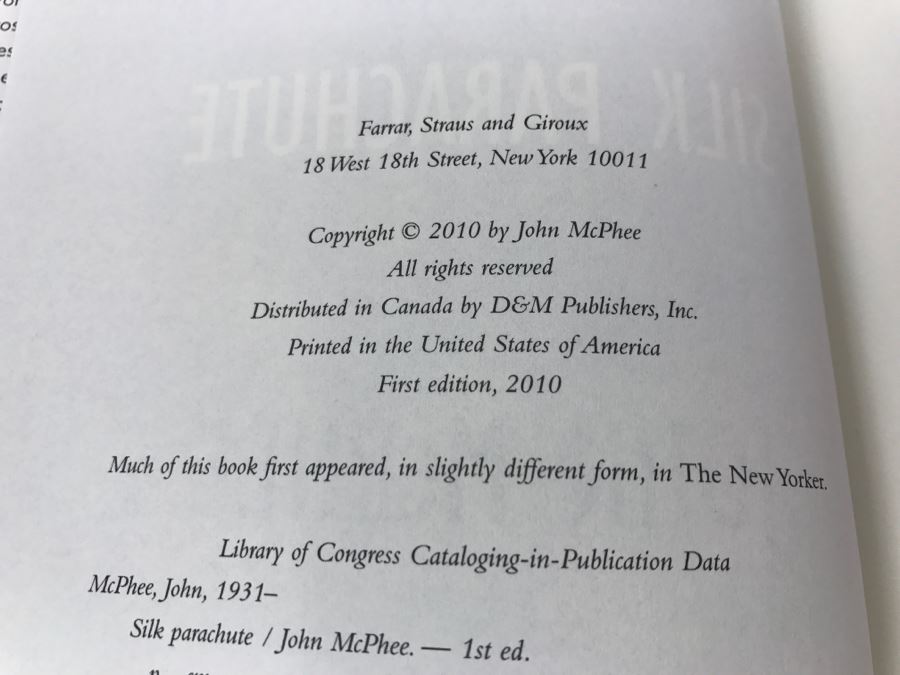 SILK PARACHUTE
Farrar, Straus and Giroux
18 West 18th Street, New York 10011
Copyright © 2010 by John McPhee
All rights reserved
Distributed in Canada by D&M Publishers, Inc.
Printed in the United States of America
First edition, 2010
Much of this book first appeared, in slightly different form, in The New Yorker.
Library of Congress Cataloging-in-Publication Data
McPhee, John, 1931–
Silk parachute / John McPhee. — 1st ed.